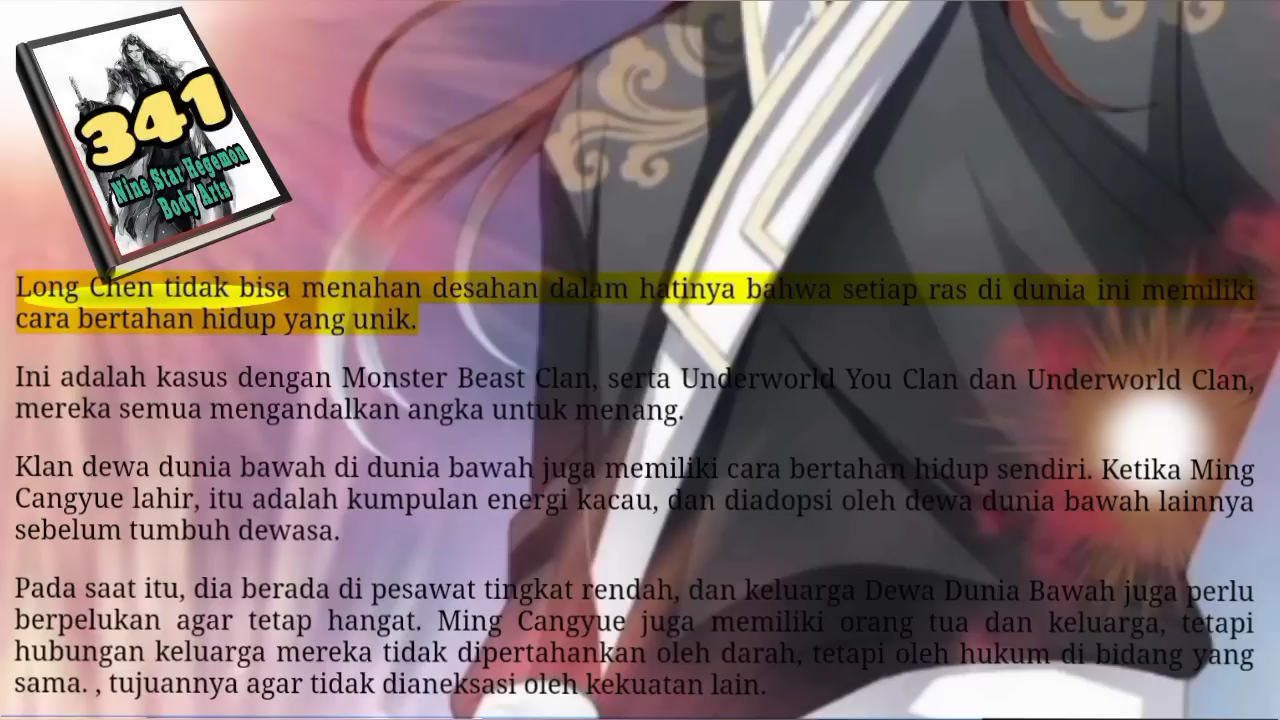 341
Nine Star Hegemon
Body Arts
Long Chen tidak bisa menahan desahan dalam hatinya bahwa setiap ras di dunia ini memiliki
cara bertahan hidup yang unik.
Ini adalah kasus dengan Monster Beast Clan, serta Underworld You Clan dan Underworld Clan,
mereka semua mengandalkan angka untuk menang.
Klan dewa dunia bawah di dunia bawah juga memiliki cara bertahan hidup sendiri. Ketika Ming
Cangyue lahir, itu adalah kumpulan energi kacau, dan diadopsi oleh dewa dunia bawah lainnya
sebelum tumbuh dewasa.
Pada saat itu, dia berada di pesawat tingkat rendah, dan keluarga Dewa Dunia Bawah juga perlu
berpelukan agar tetap hangat. Ming Cangyue juga memiliki orang tua dan keluarga, tetapi
hubungan keluarga mereka tidak dipertahankan oleh darah, tetapi oleh hukum di bidang yang
sama. , tujuannya agar tidak dianeksasi oleh kekuatan lain.